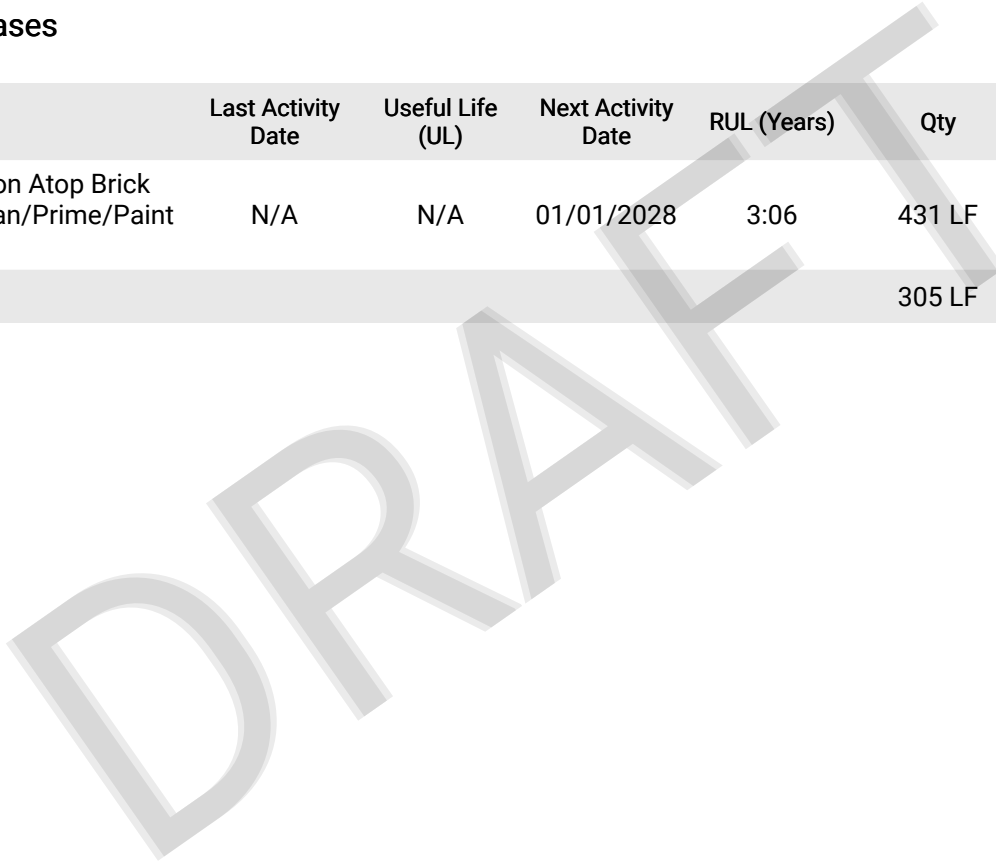 ases
Last Activity Date Useful Life (UL) Next Activity Date RUL (Years) Qty
on Atop Brick
an/Prime/Paint N/A N/A 01/01/2028 3:06 431 LF
305 LF
DRAFT